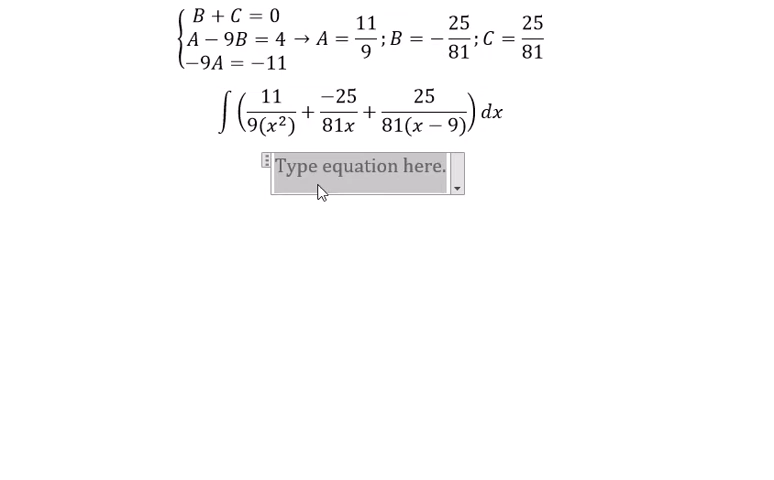 B + C = 0
A − 9B = 4 → A = 11/9 ; B = − 25/81 ; C = 25/81
−9A = −11
∫ ( 11/9(x²) + −25/81x + 25/81(x − 9) ) dx
Type equation here.